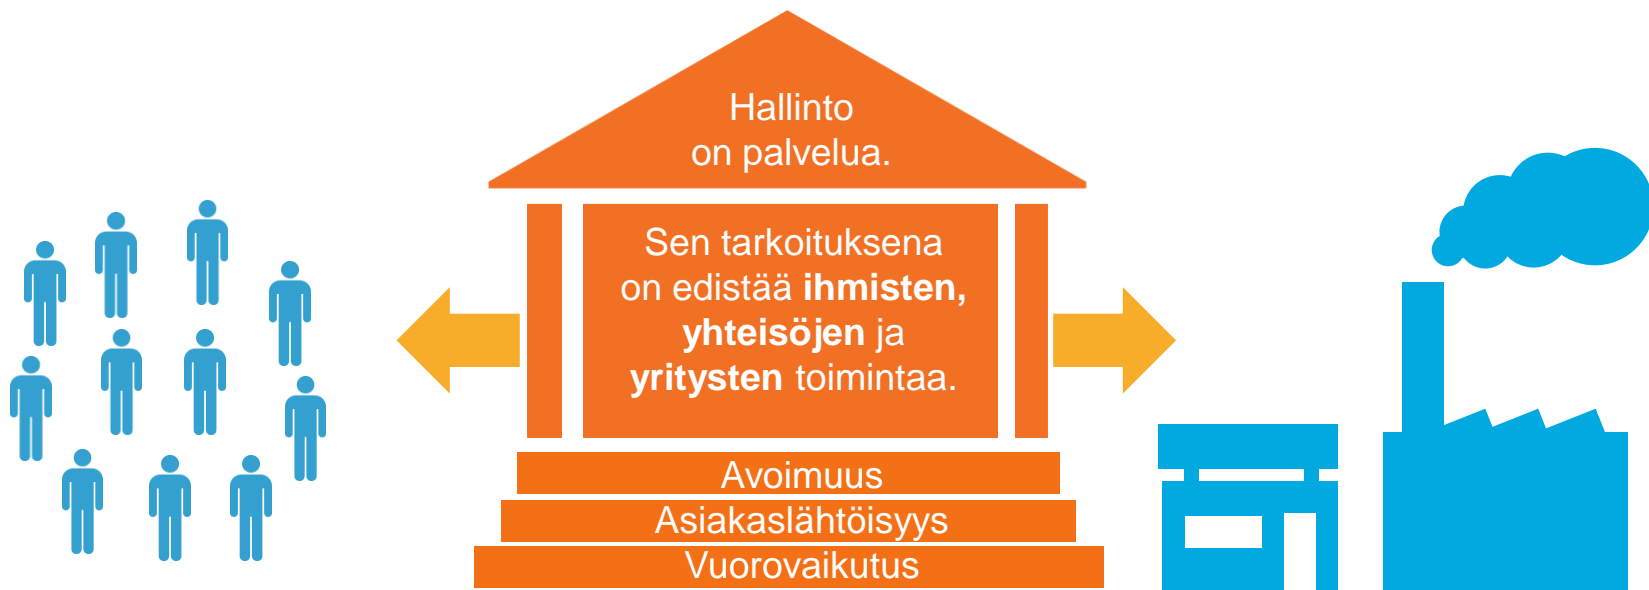 Hallinto
on palvelua.
Sen tarkoituksena
on edistää ihmisten,
yhteisöjen ja
yritysten toimintaa.
Avoimuus
Asiakaslähtöisyys
Vuorovaikutus